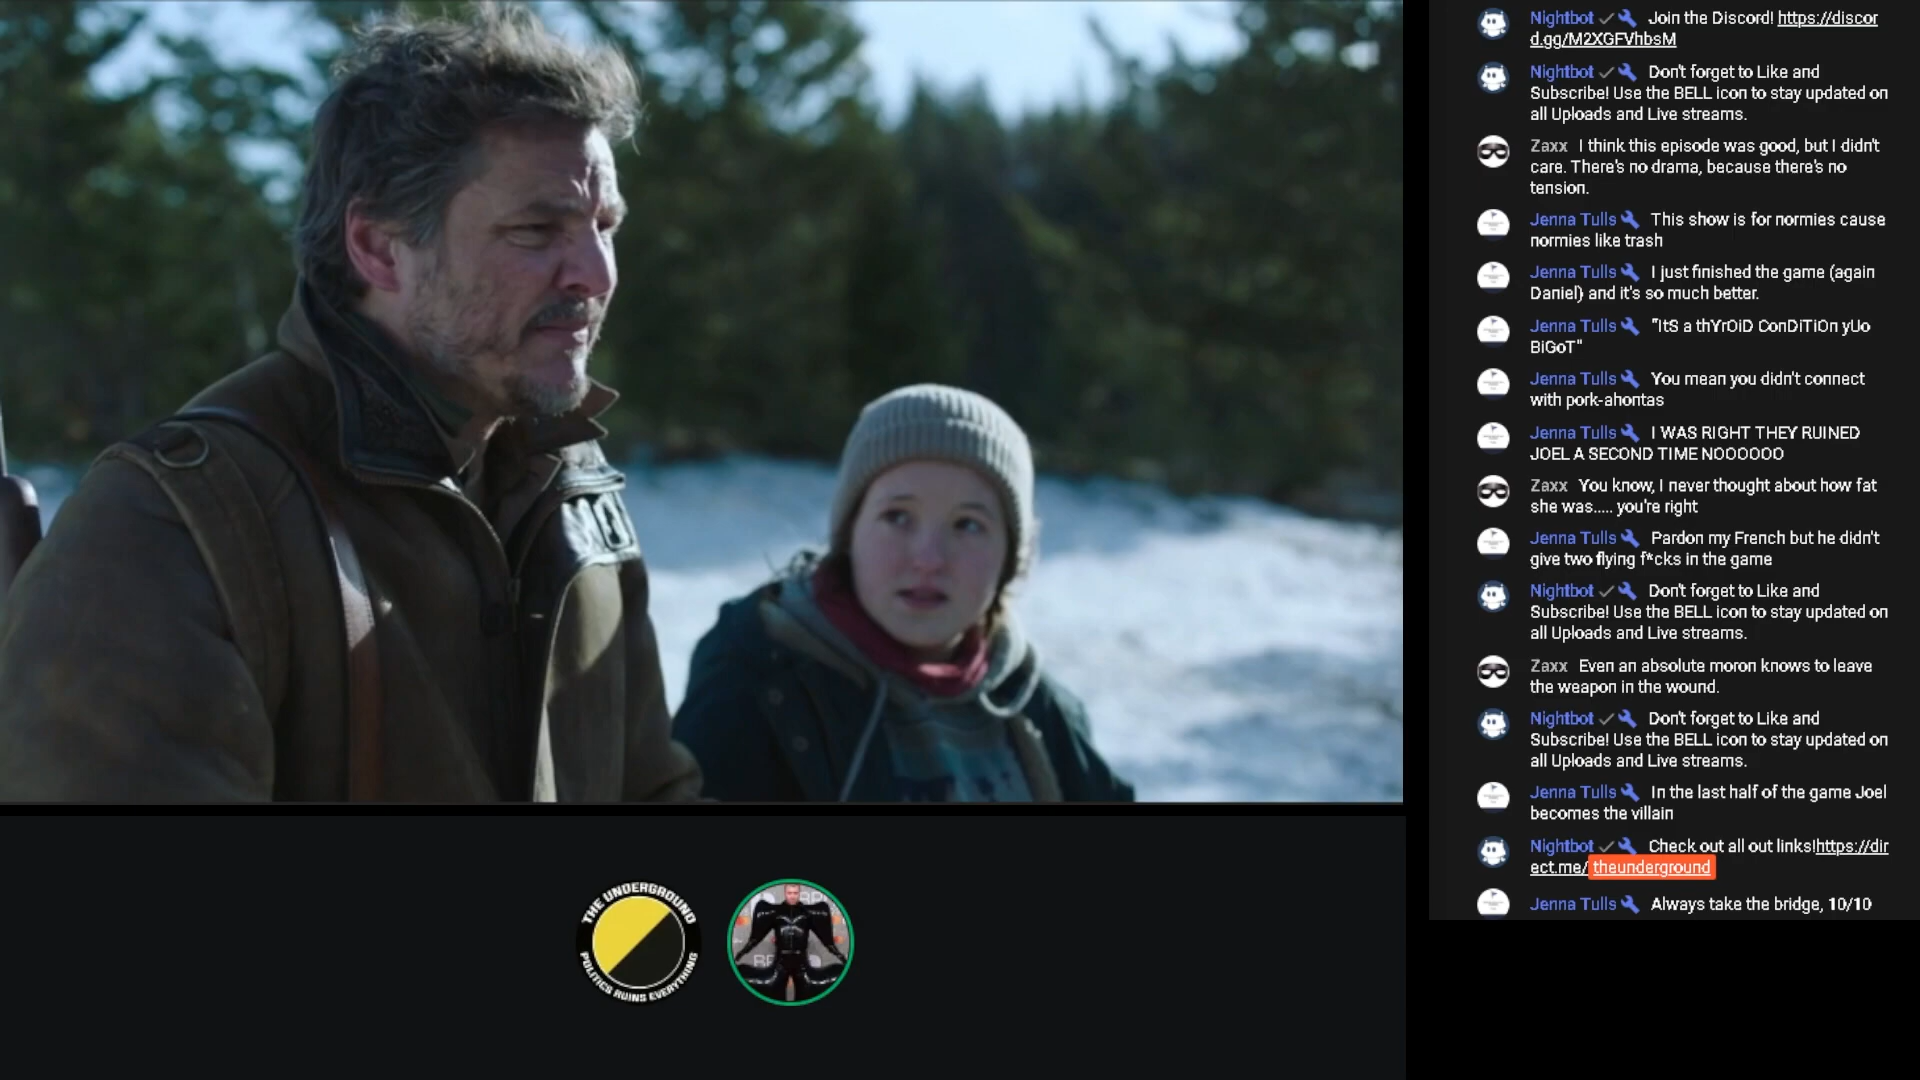 Nightbot Join the Discord! https://discor
d.gg/M2XGFVhbsM
Nightbot Don't forget to Like and
Subscribe! Use the BELL icon to stay updated on
all Uploads and Live streams.
Zaxx I think this episode was good, but I didn't
care. There's no drama, because there's no
tension.
Jenna Tulls This show is for normies cause
normies like trash
Jenna Tulls I just finished the game (again
Daniel) and it's so much better.
Jenna Tulls "ItS a thYrOiD ConDiTiOn yUo
BiGoT"
Jenna Tulls You mean you didn't connect
with pork-ahontas
Jenna Tulls I WAS RIGHT THEY RUINED
JOEL A SECOND TIME NOOOOOO
Zaxx You know, I never thought about how fat
she was..... you're right
Jenna Tulls Pardon my French but he didn't
give two flying f*cks in the game
Nightbot Don't forget to Like and
Subscribe! Use the BELL icon to stay updated on
all Uploads and Live streams.
Zaxx Even an absolute moron knows to leave
the weapon in the wound.
Nightbot Don't forget to Like and
Subscribe! Use the BELL icon to stay updated on
all Uploads and Live streams.
Jenna Tulls In the last half of the game Joel
becomes the villain
Nightbot Check out all out links!https://dir
ect.me/theunderground
Jenna Tulls Always take the bridge, 10/10
THE UNDERGROUND
POLITICS RUINS EVERYTHING